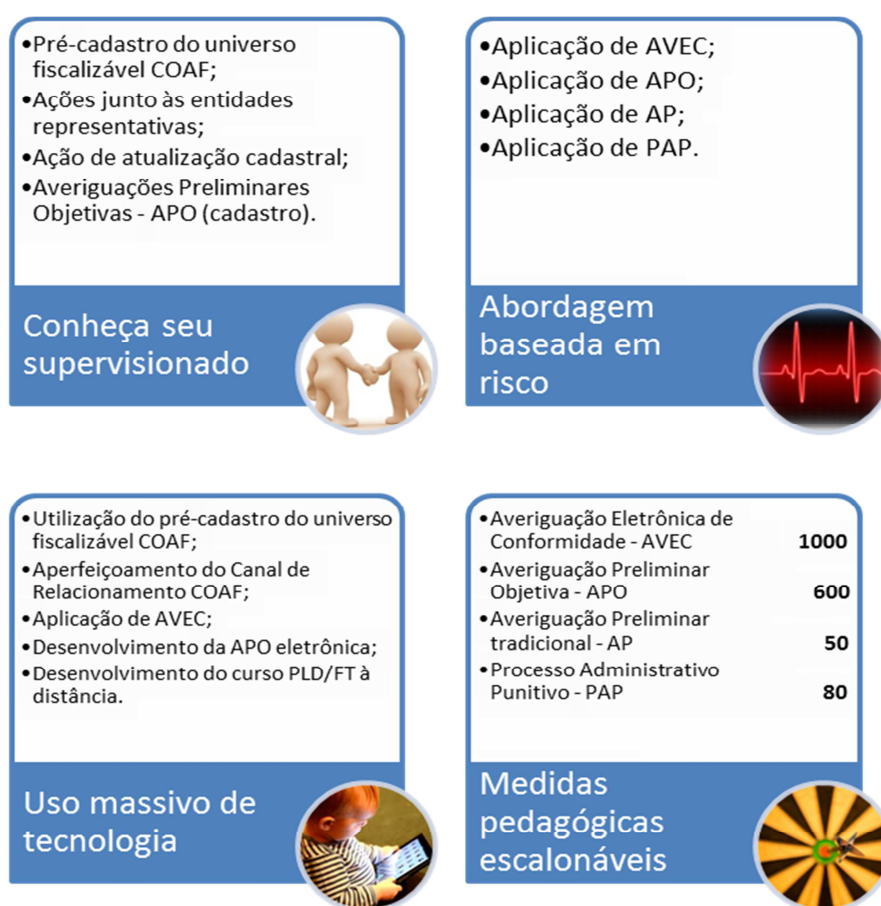 •Pré-cadastro do universo
fiscalizável COAF;
•Ações junto às entidades
representativas;
•Ação de atualização cadastral;
•Averiguações Preliminares
Objetivas - APO (cadastro).
Conheça seu
supervisionado
•Aplicação de AVEC;
•Aplicação de APO;
•Aplicação de AP;
•Aplicação de PAP.
Abordagem
baseada em
risco
•Utilização do pré-cadastro do universo
fiscalizável COAF;
•Aperfeiçoamento do Canal de
Relacionamento COAF;
•Aplicação de AVEC;
•Desenvolvimento da APO eletrônica;
•Desenvolvimento do curso PLD/FT à
distância.
Uso massivo de
tecnologia
•Averiguação Eletrônica de
Conformidade - AVEC 1000
•Averiguação Preliminar
Objetiva - APO 600
•Averiguação Preliminar
tradicional - AP 50
•Processo Administrativo
Punitivo - PAP 80
Medidas
pedagógicas
escalonáveis